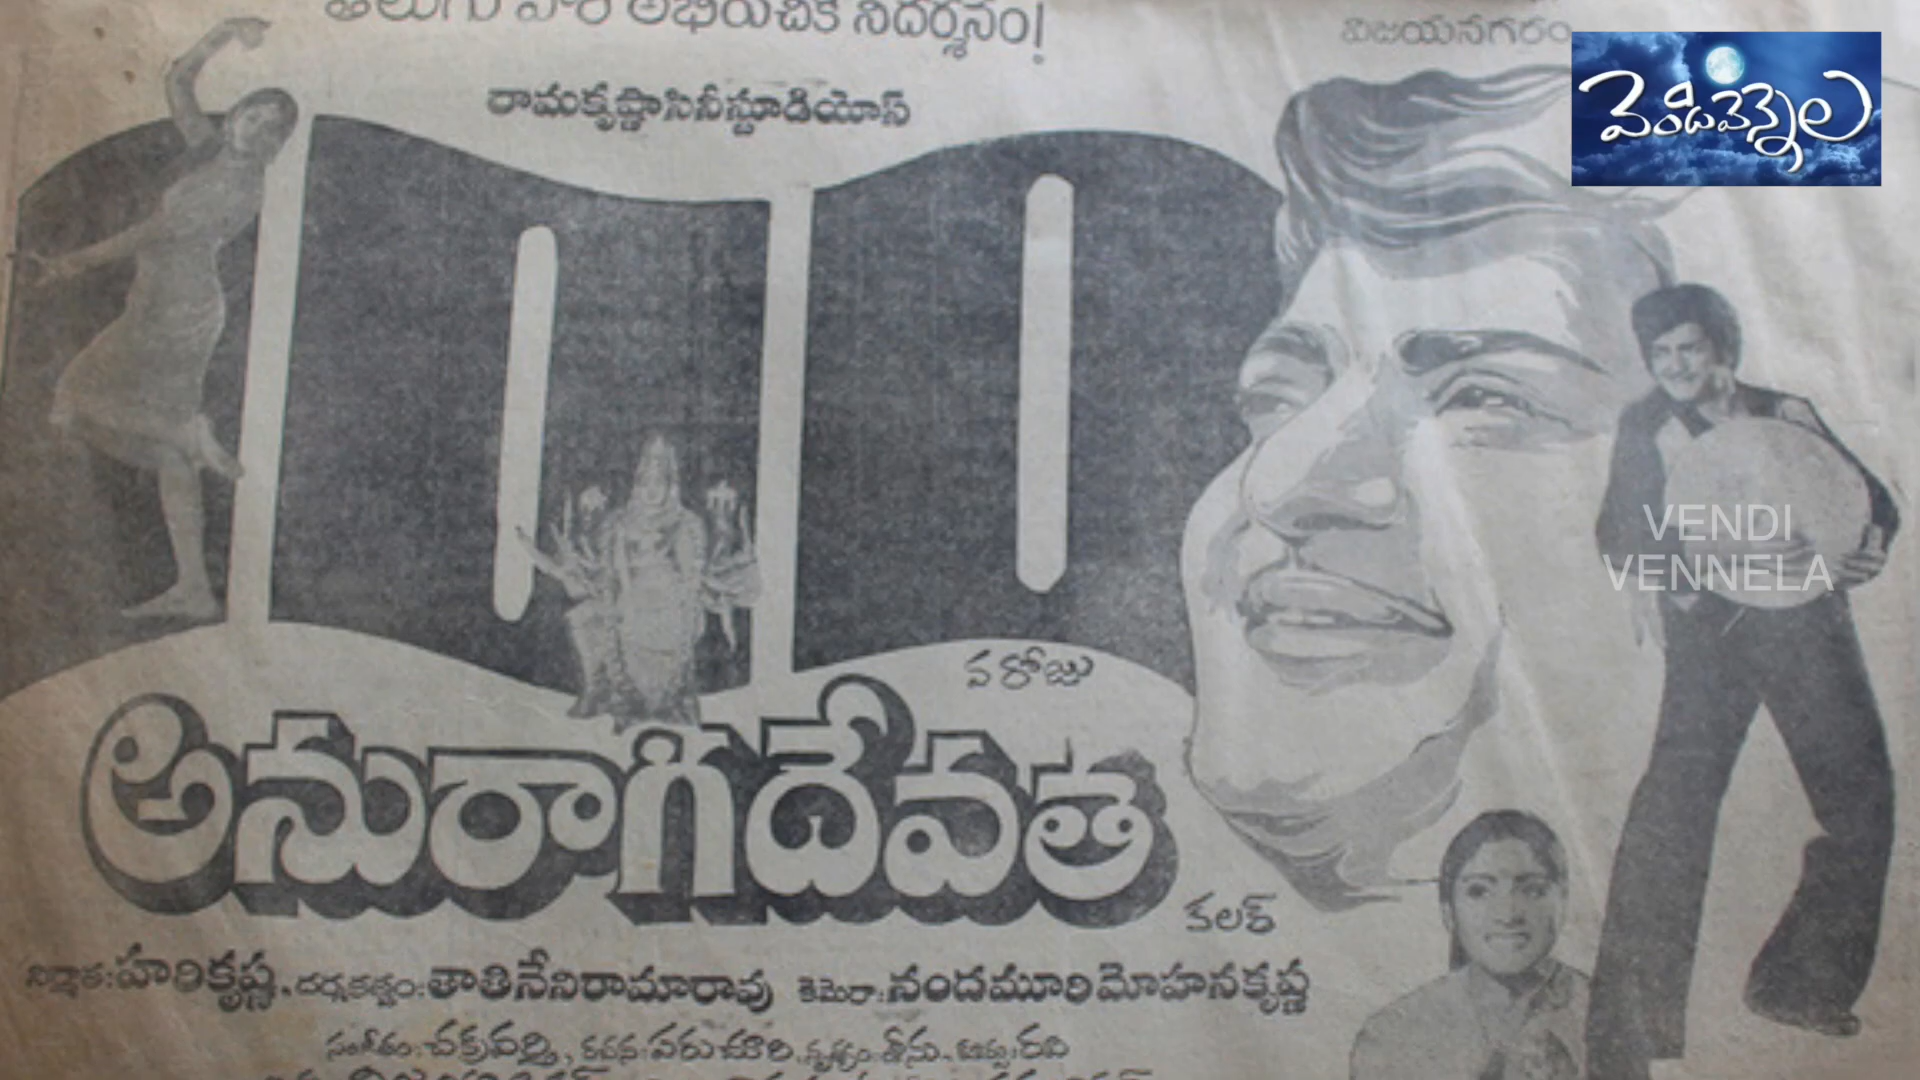 తెలుగు వారి అభిరుచికి నిదర్శనం!
విజయనగరం
వెండివెన్నెల
రామకృష్ణాసినీస్టూడియోస్
100
వ రోజు
VENDI
VENNELA
అనురాగదేవత
కలర్
నిర్మాత: హరికృష్ణ. దర్శకత్వం: తాతినేనిరామారావు కెమెరా: నందమూరి మోహనకృష్ణ
సంగీతం: చక్రవర్తి, రచన: పరుచూరి, నృత్యం: శీను, కూర్పు: రవి